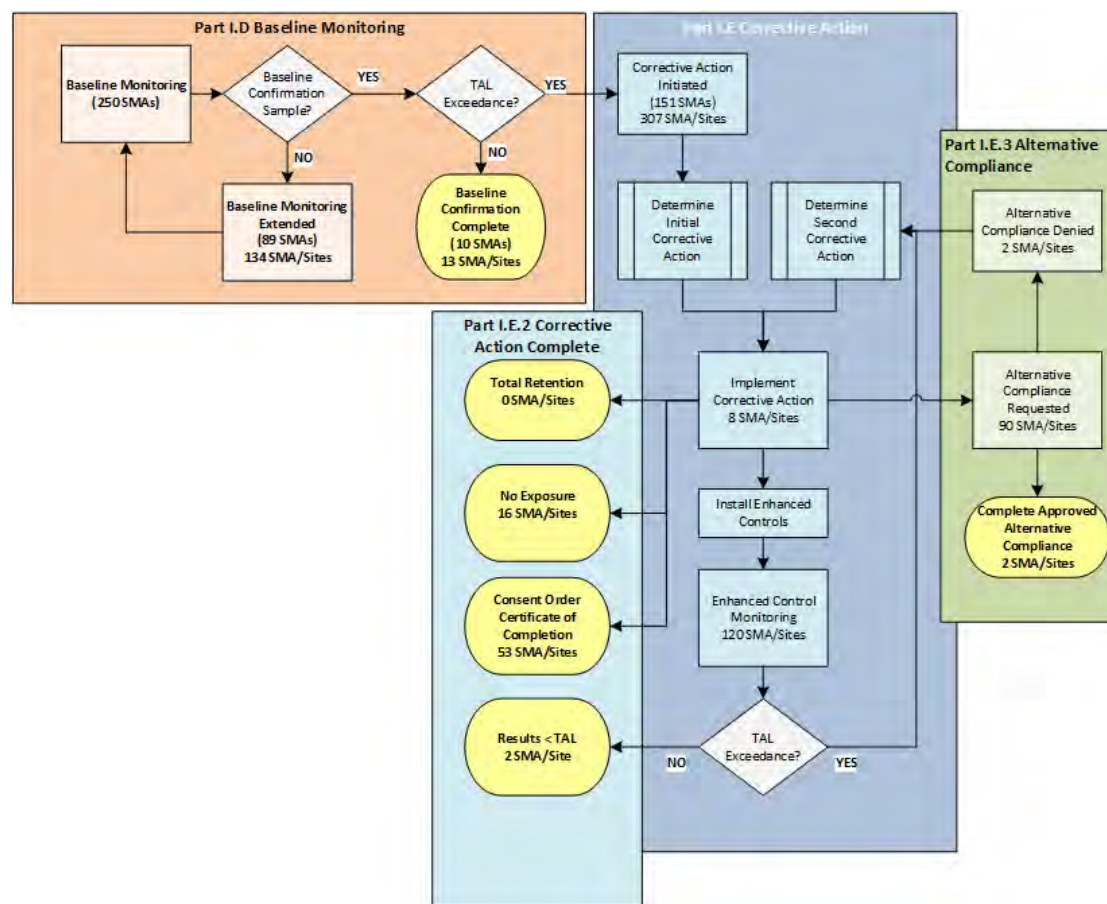 Part I.D Baseline Monitoring
Baseline Monitoring
(250 SMAs)
Baseline
Confirmation
Sample?
YES
NO
TAL
Exceedance?
YES
NO
Baseline Monitoring
Extended
(89 SMAs)
134 SMA/Sites
Baseline
Confirmation
Complete
(10 SMAs)
13 SMA/Sites
Part I.E Corrective Action
Corrective Action
Initiated
(151 SMAs)
307 SMA/Sites
Determine
Initial
Corrective
Action
Determine
Second
Corrective
Action
Implement
Corrective Action
8 SMA/Sites
Install Enhanced
Controls
Enhanced Control
Monitoring
120 SMA/Sites
TAL
Exceedance?
NO
YES
Part I.E.2 Corrective
Action Complete
Total Retention
0 SMA/Sites
No Exposure
16 SMA/Sites
Consent Order
Certificate of
Completion
53 SMA/Sites
Results < TAL
2 SMA/Site
Part I.E.3 Alternative
Compliance
Alternative
Compliance Denied
2 SMA/Sites
Alternative
Compliance
Requested
90 SMA/Sites
Complete Approved
Alternative
Compliance
2 SMA/Sites